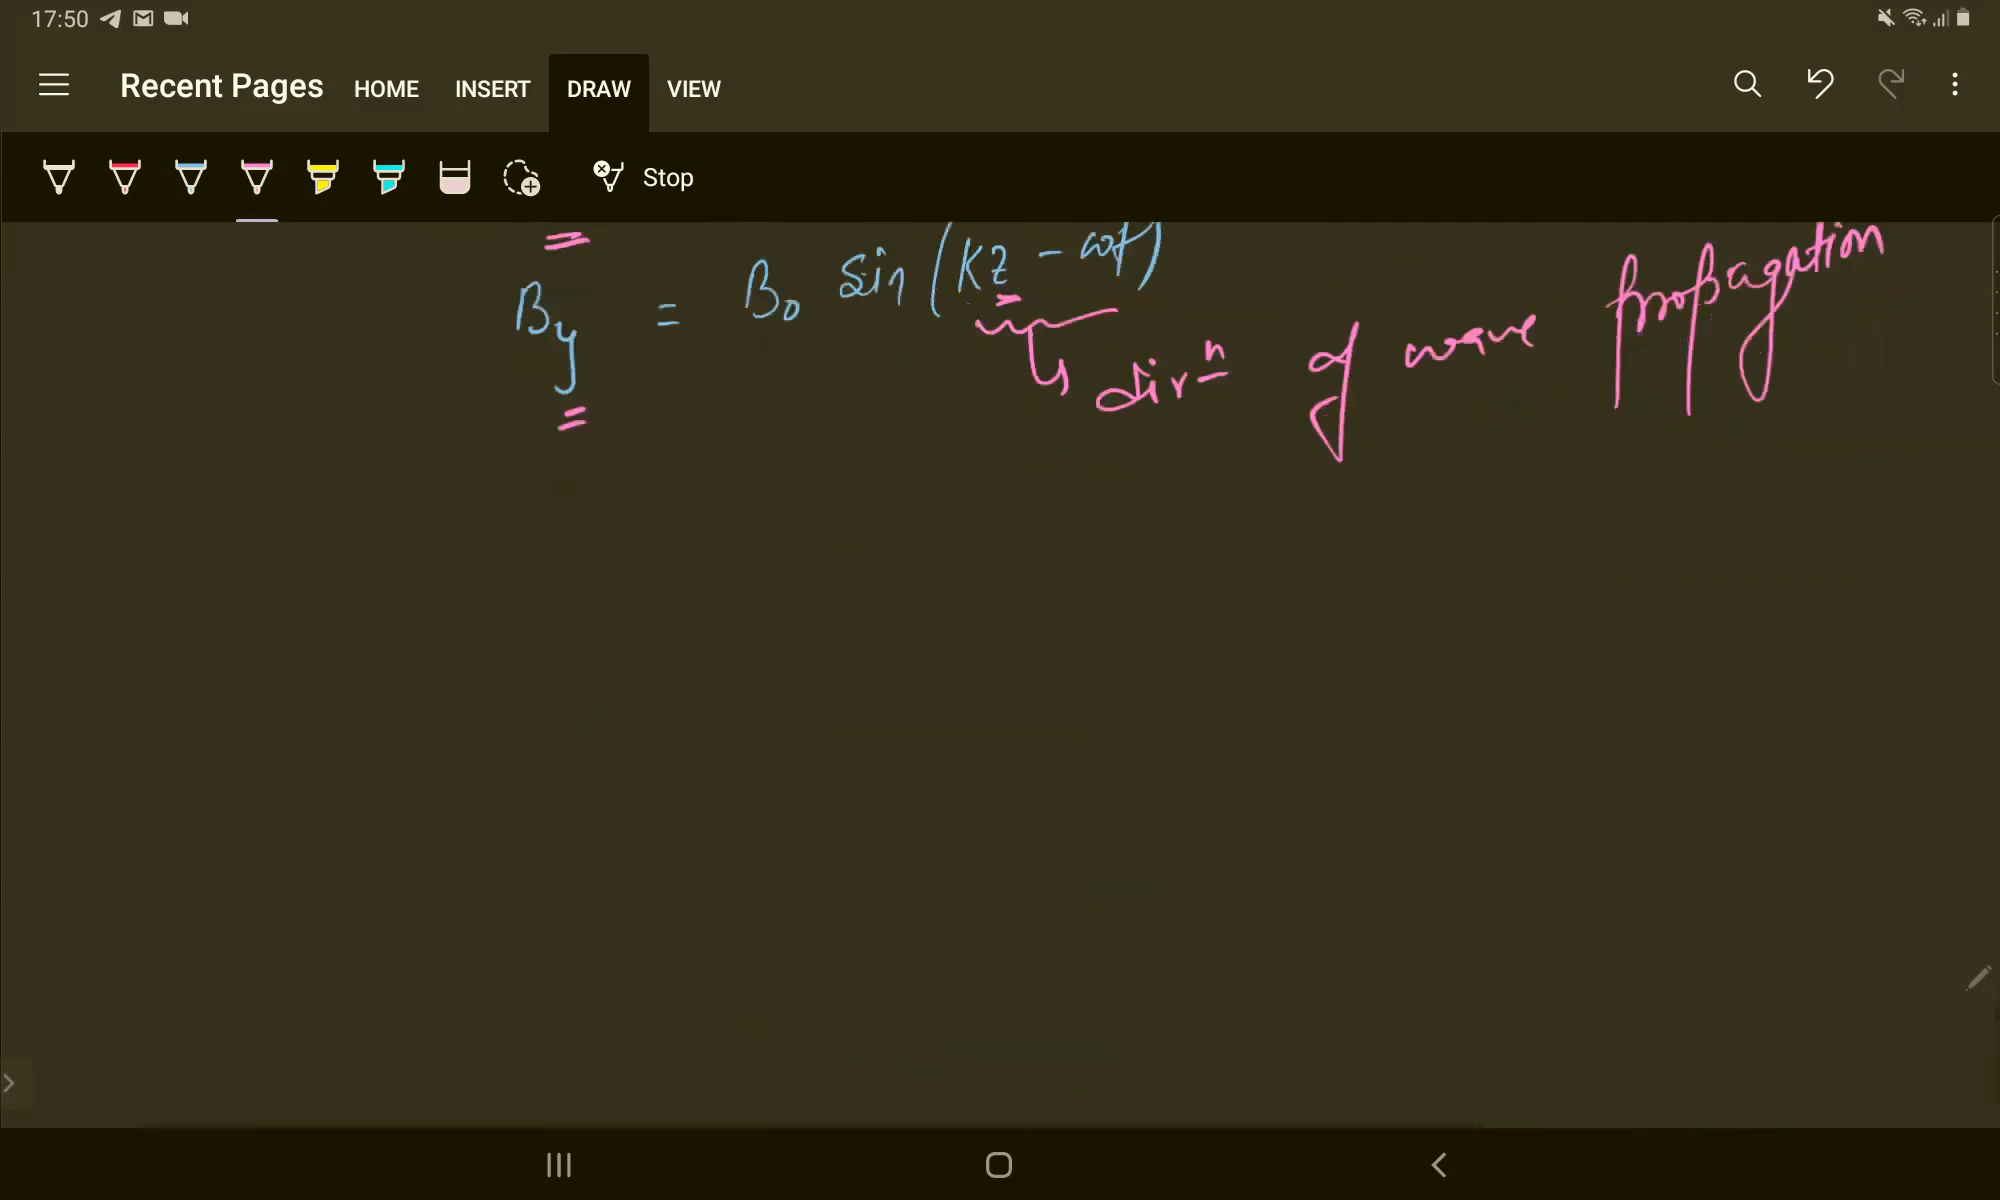 17:50
Recent Pages HOME INSERT DRAW VIEW
Stop
By = B0 sin (kz - ωt)
dirn of wave propagation